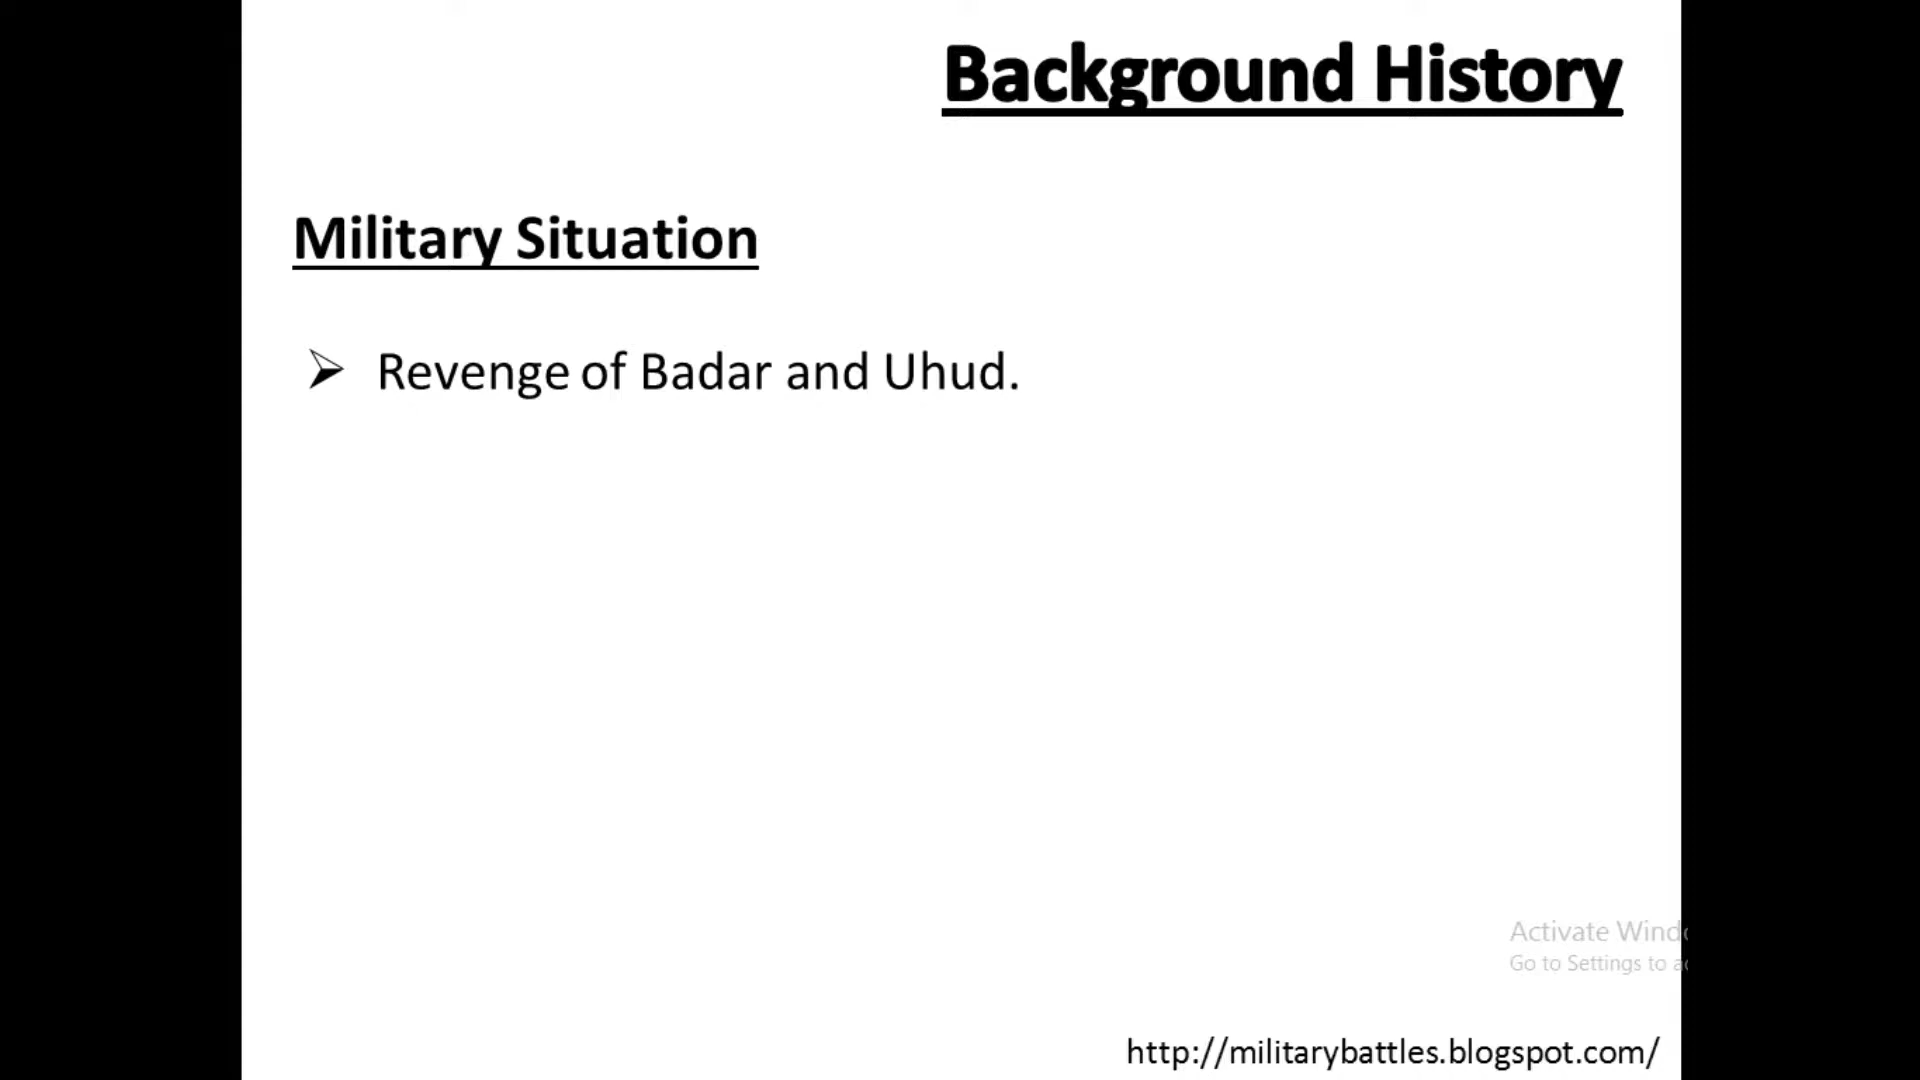 Background History
Military Situation
Revenge of Badar and Uhud.
Activate Windo
Go to Settings to a
http://militarybattles.blogspot.com/